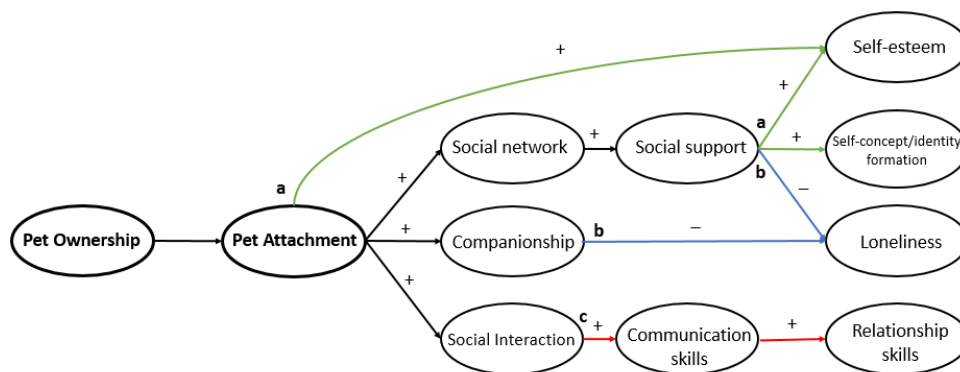 Self-esteem
+
+
a
Social network
+
Social support
+
Self-concept/identity
formation
b
a
+
–
Pet Ownership
Pet Attachment
+
Companionship
b
–
Loneliness
+
c
Social Interaction
+
Communication
skills
+
Relationship
skills